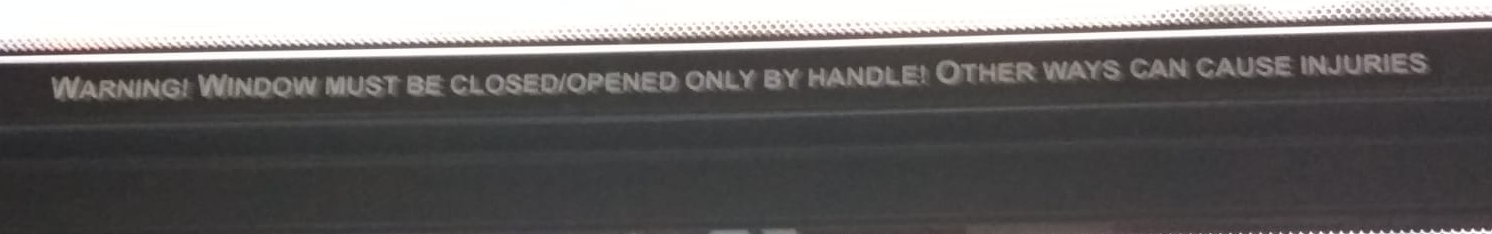 WARNING! WINDOW MUST BE CLOSED/OPENED ONLY BY HANDLE! OTHER WAYS CAN CAUSE INJURIES